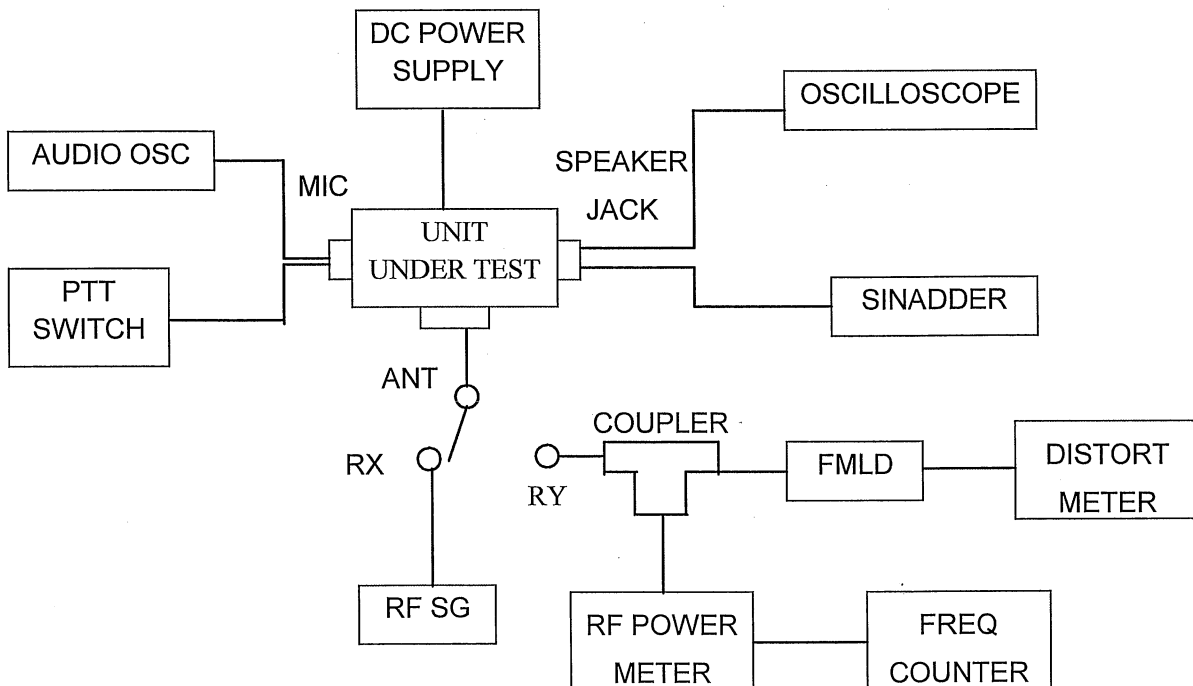 DC POWER
SUPPLY
OSCILLOSCOPE
AUDIO OSC
MIC
SPEAKER
JACK
UNIT
UNDER TEST
PTT
SWITCH
SINADDER
ANT
RX
RY
COUPLER
FMLD
DISTORT
METER
RF SG
RF POWER
METER
FREQ
COUNTER